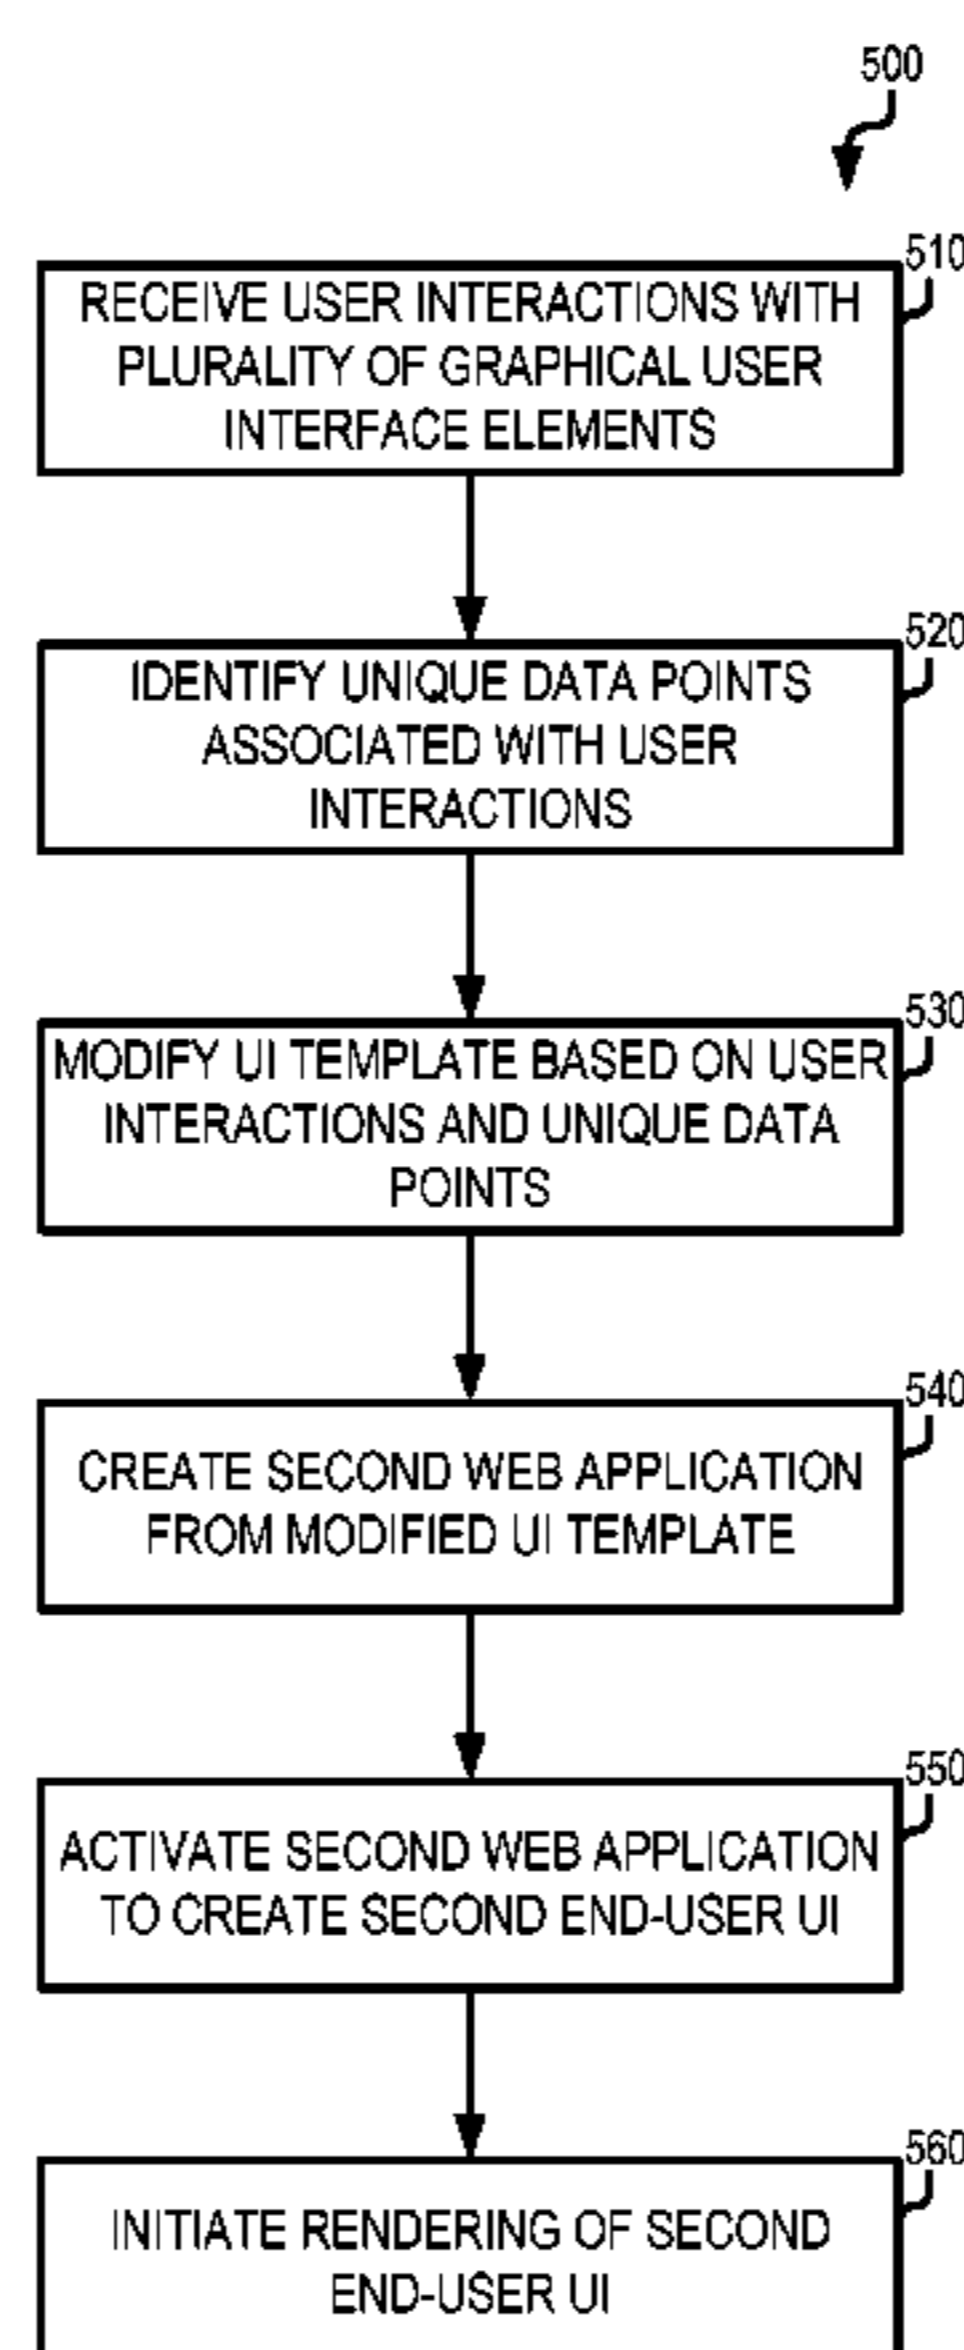 500
510
RECEIVE USER INTERACTIONS WITH
PLURALITY OF GRAPHICAL USER
INTERFACE ELEMENTS
520
IDENTIFY UNIQUE DATA POINTS
ASSOCIATED WITH USER
INTERACTIONS
530
MODIFY UI TEMPLATE BASED ON USER
INTERACTIONS AND UNIQUE DATA
POINTS
540
CREATE SECOND WEB APPLICATION
FROM MODIFIED UI TEMPLATE
550
ACTIVATE SECOND WEB APPLICATION
TO CREATE SECOND END-USER UI
560
INITIATE RENDERING OF SECOND
END-USER UI